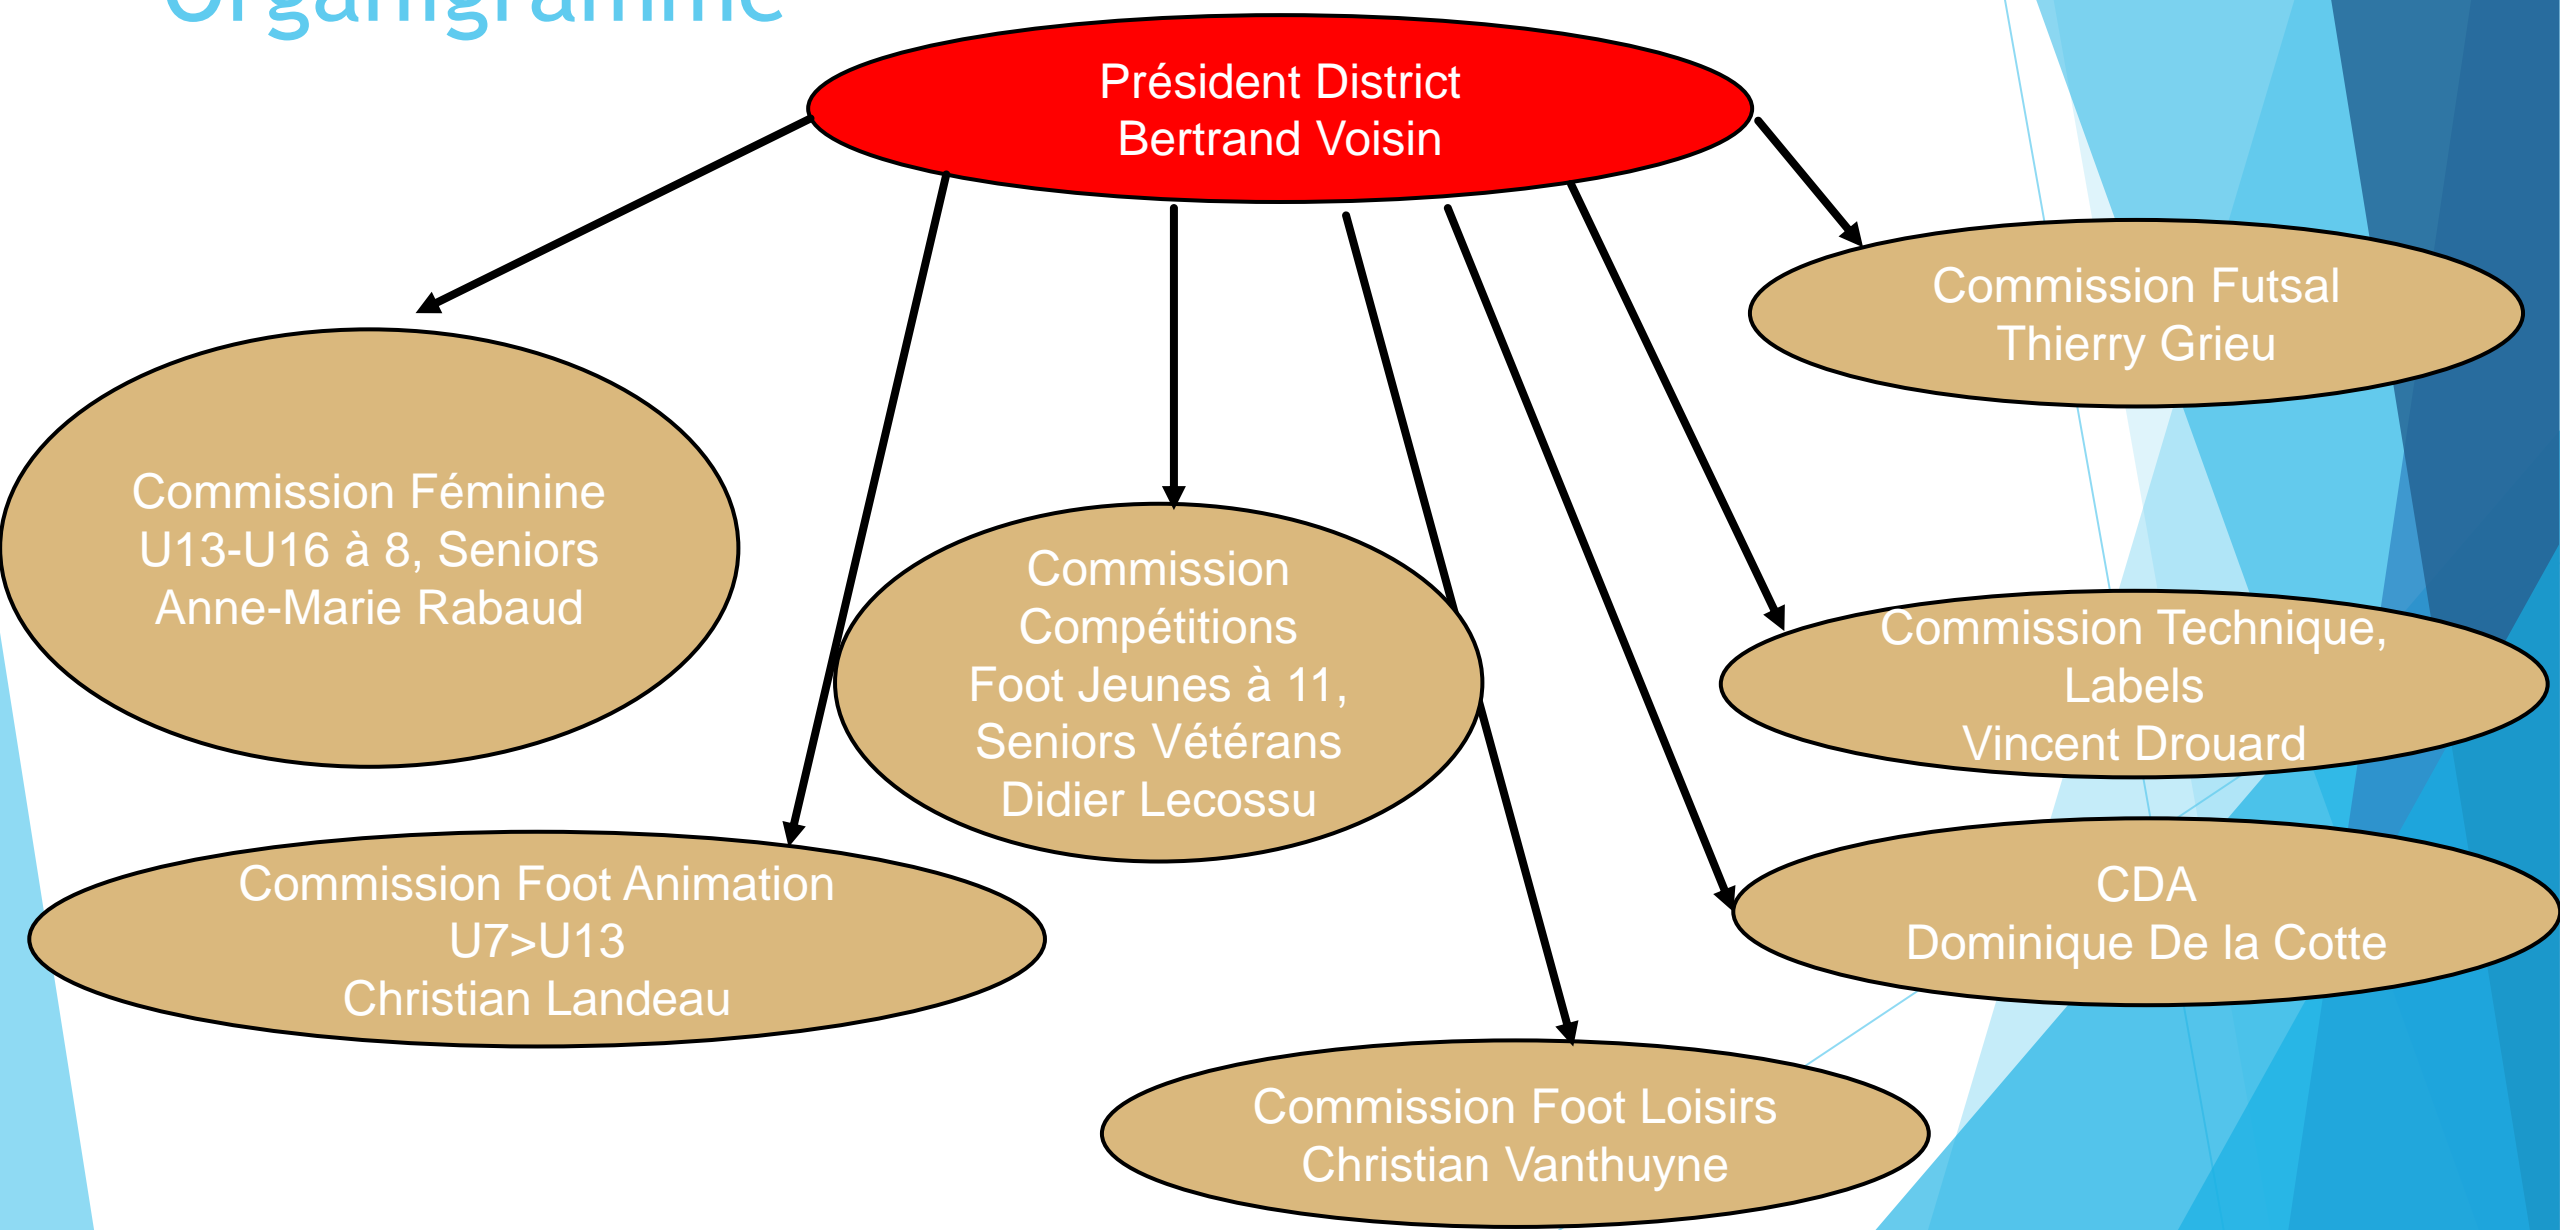 Organigramme
Président District
Bertrand Voisin
Commission Futsal
Thierry Grieu
Commission Féminine
U13-U16 à 8, Seniors
Anne-Marie Rabaud
Commission
Compétitions
Foot Jeunes à 11,
Seniors Vétérans
Didier Lecossu
Commission Technique,
Labels
Vincent Drouard
Commission Foot Animation
U7>U13
Christian Landeau
CDA
Dominique De la Cotte
Commission Foot Loisirs
Christian Vanthuyne